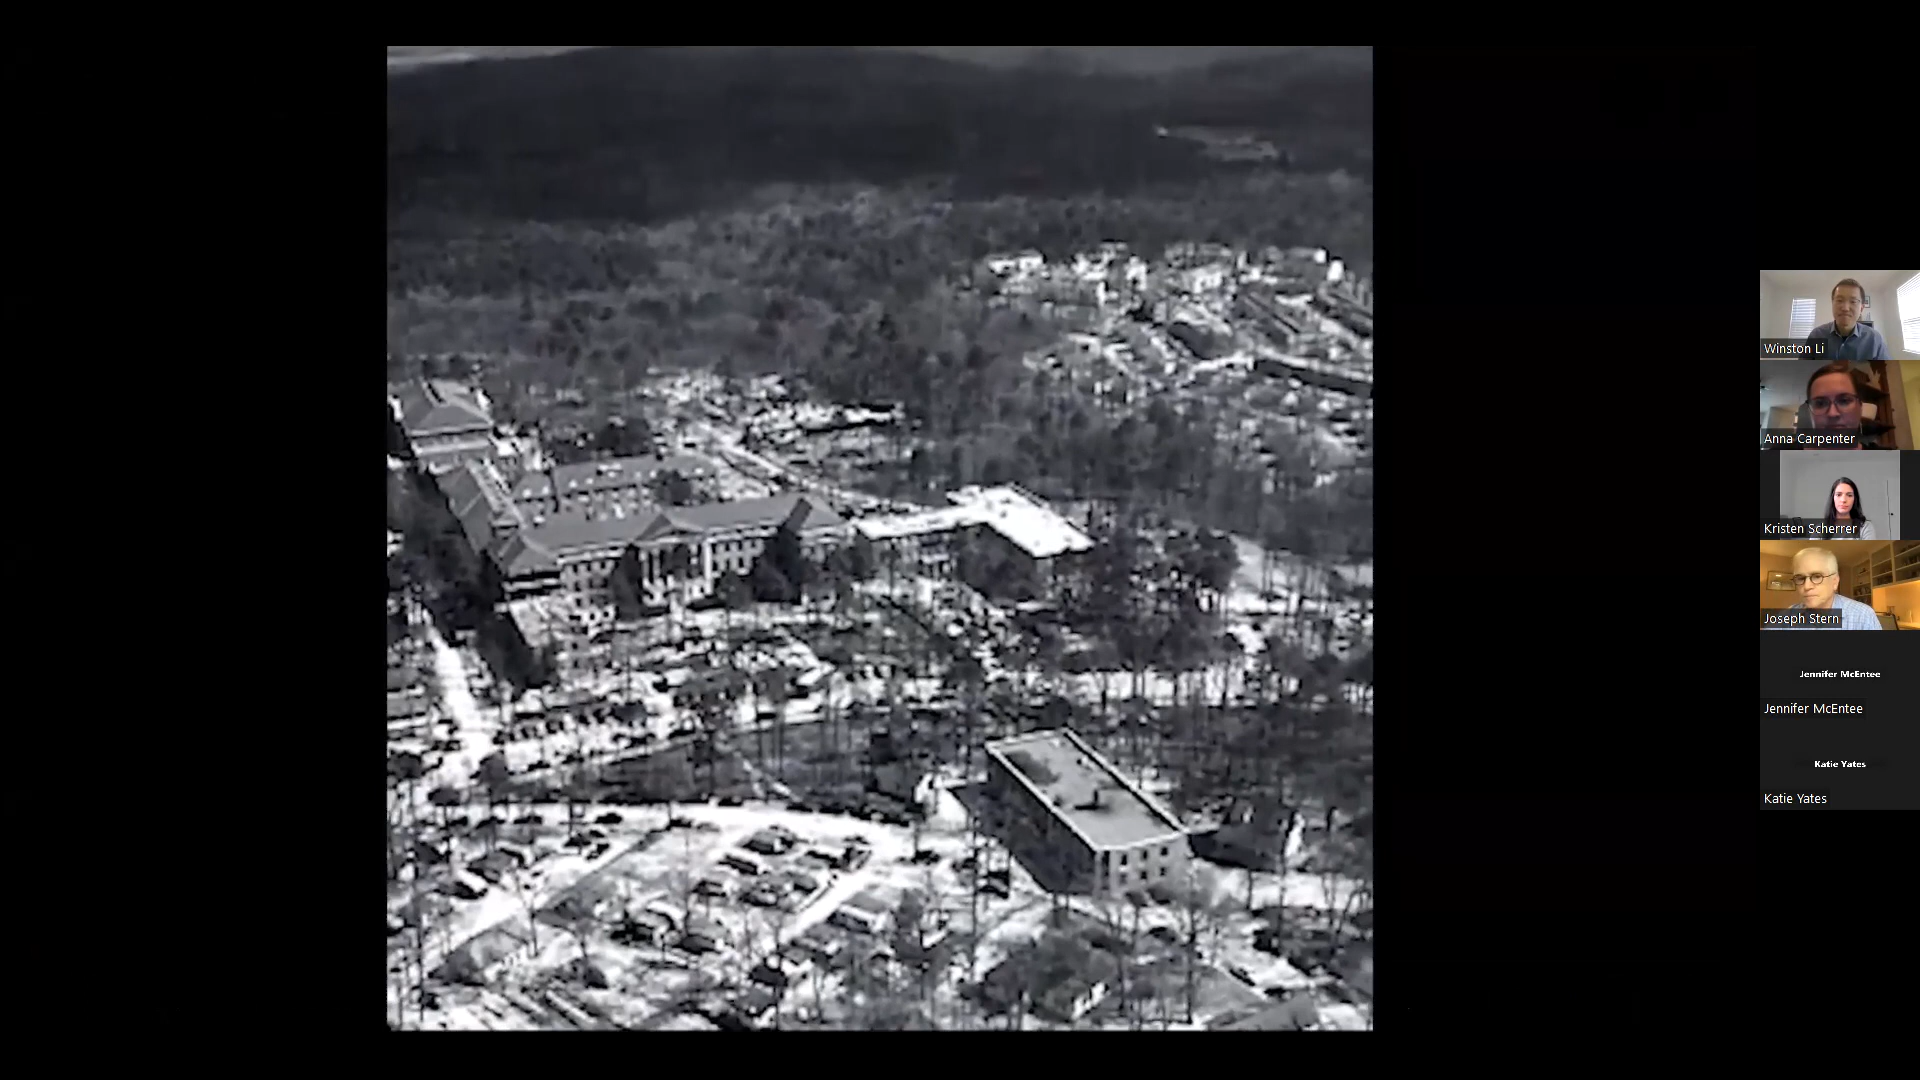 Winston Li
Anna Carpenter
Kristen Scherrer
Joseph Stern
Jennifer McEntee
Jennifer McEntee
Katie Yates
Katie Yates